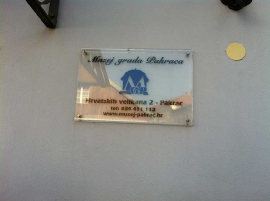 Muzej grada Pakraca
M
Hrvatskih velikana 2 - Pakrac
www.muzej-pakrac.hr